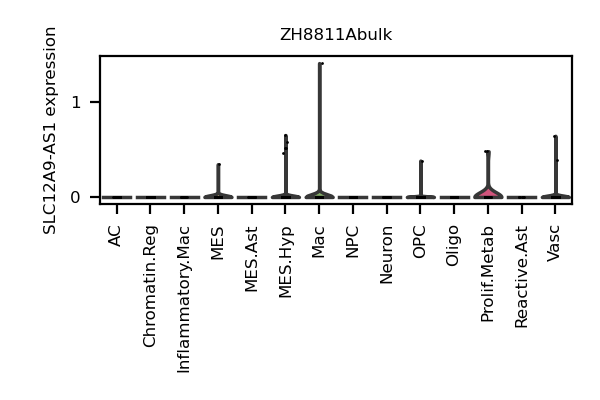 ZH8811Abulk
SLC12A9-AS1 expression
1
0
AC
Chromatin.Reg
Inflammatory.Mac
MES
MES.Ast
MES.Hyp
Mac
NPC
Neuron
OPC
Oligo
Prolif.Metab
Reactive.Ast
Vasc